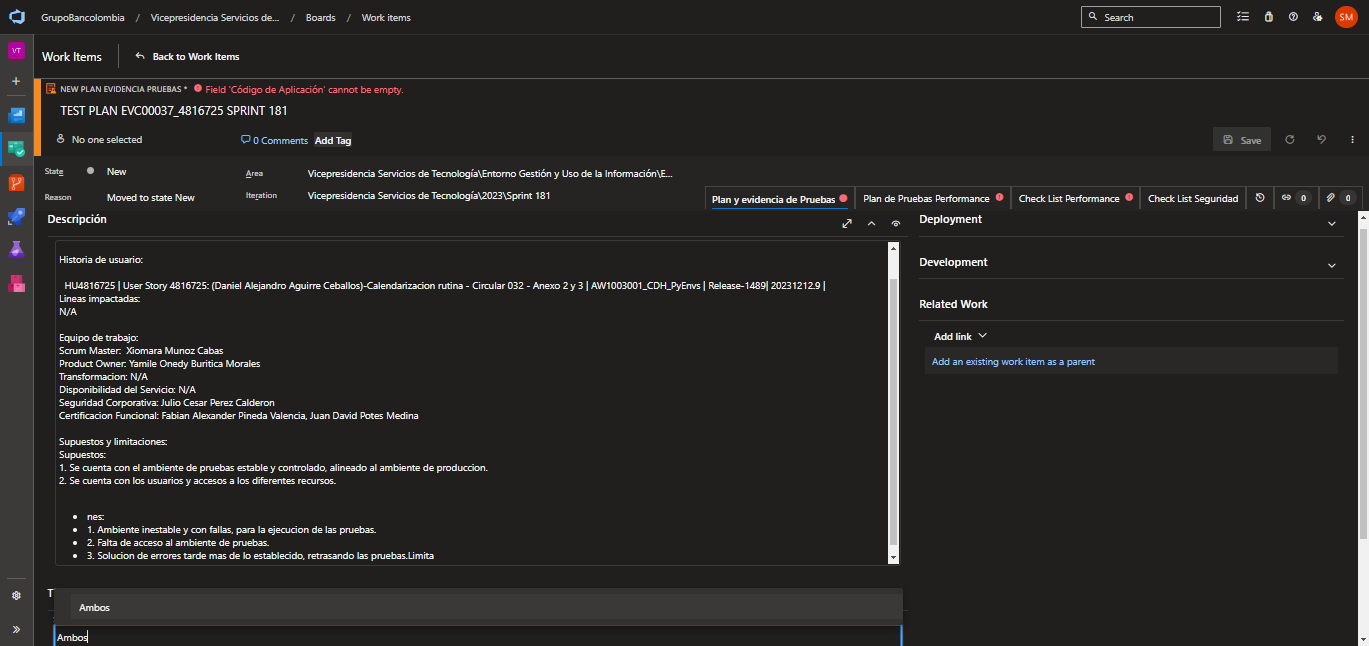 GrupoBancolombia / Vicepresidencia Servicios de... / Boards / Work items
Search
SM
VT
Work Items
Back to Work Items
NEW PLAN EVIDENCIA PRUEBAS * Field 'Código de Aplicación' cannot be empty.
TEST PLAN EVC00037_4816725 SPRINT 181
No one selected
0 Comments
Add Tag
Save
State
New
Area
Vicepresidencia Servicios de Tecnología\Entorno Gestión y Uso de la Información\E...
Reason
Moved to state New
Iteration
Vicepresidencia Servicios de Tecnología\2023\Sprint 181
Plan y evidencia de Pruebas
Plan de Pruebas Performance
Check List Performance
Check List Seguridad
0
0
Descripción
Historia de usuario:
HU4816725 | User Story 4816725: (Daniel Alejandro Aguirre Ceballos)-Calendarizacion rutina - Circular 032 - Anexo 2 y 3 | AW1003001_CDH_PyEnvs | Release-1489| 20231212.9 |
Lineas impactadas:
N/A
Equipo de trabajo:
Scrum Master:  Xiomara Munoz Cabas
Product Owner: Yamile Onedy Buritica Morales
Transformacion: N/A
Disponibilidad del Servicio: N/A
Seguridad Corporativa: Julio Cesar Perez Calderon
Certificacion Funcional: Fabian Alexander Pineda Valencia, Juan David Potes Medina
Supuestos y limitaciones:
Supuestos:
1. Se cuenta con el ambiente de pruebas estable y controlado, alineado al ambiente de produccion.
2. Se cuenta con los usuarios y accesos a los diferentes recursos.
• nes:
• 1. Ambiente inestable y con fallas, para la ejecucion de las pruebas.
• 2. Falta de acceso al ambiente de pruebas.
• 3. Solucion de errores tarde mas de lo establecido, retrasando las pruebas.Limita
T
Ambos
Ambos
Deployment
Development
Related Work
Add link
Add an existing work item as a parent